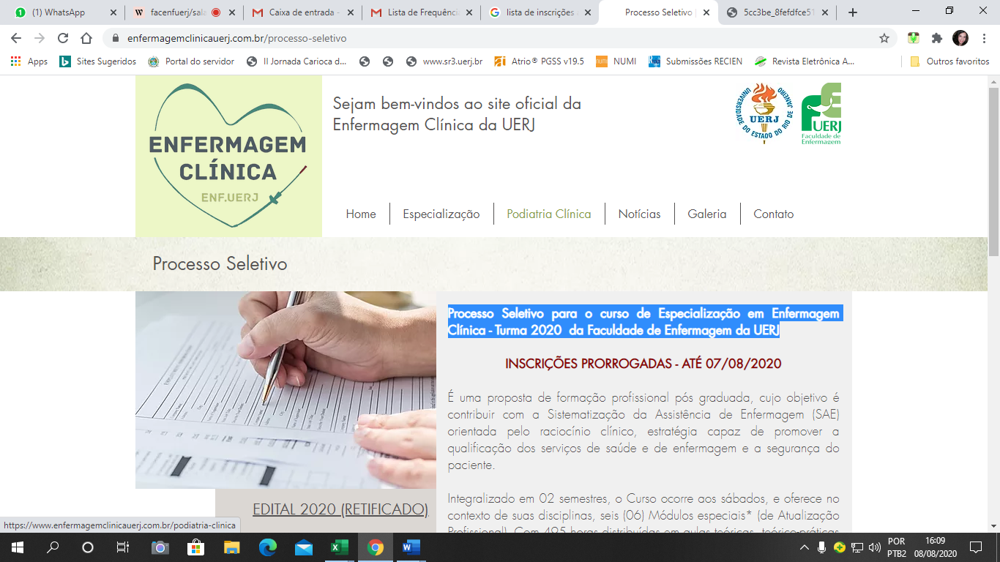 (1) WhatsApp
facenfuerj/sala
Caixa de entrada -
Lista de Frequência
lista de inscrições
Processo Seletivo |
5cc3be_8fefdfce51
enfermagemclinicauerj.com.br/processo-seletivo
Apps
Sites Sugeridos
Portal do servidor
II Jornada Carioca d...
www.sr3.uerj.br
Atrio® PGSS v19.5
NUMI
Submissões RECIEN
Revista Eletrônica A...
Outros favoritos
ENFERMAGEM
CLÍNICA
ENF.UERJ
Sejam bem-vindos ao site oficial da
Enfermagem Clínica da UERJ
UNIVERSIDADE DO ESTADO DO RIO DE JANEIRO
UERJ
FE
UERJ
Faculdade de
Enfermagem
Home
Especialização
Podiatria Clínica
Notícias
Galeria
Contato
Processo Seletivo
Processo Seletivo para o curso de Especialização em Enfermagem
Clínica - Turma 2020 da Faculdade de Enfermagem da UERJ
INSCRIÇÕES PRORROGADAS - ATÉ 07/08/2020
É uma proposta de formação profissional pós graduada, cujo objetivo é
contribuir com a Sistematização da Assistência de Enfermagem (SAE)
orientada pelo raciocínio clínico, estratégia capaz de promover a
qualificação dos serviços de saúde e de enfermagem e a segurança do
paciente.
Integralizado em 02 semestres, o Curso ocorre aos sábados, e oferece no
contexto de suas disciplinas, seis (06) Módulos especiais* (de Atualização
Profissional). Com 495 horas distribuídas em aulas teóricas, teórico-práticas
EDITAL 2020 (RETIFICADO)
https://www.enfermagemclinicauerj.com.br/podiatria-clinica
POR
PTB2
16:09
08/08/2020